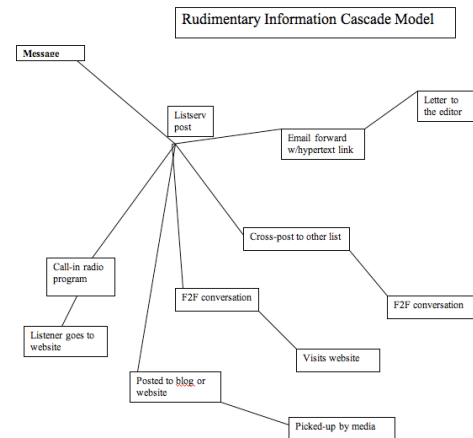 Rudimentary Information Cascade Model
Message
Listserv
post
Letter to
the editor
Email forward
w/hypertext link
Cross-post to other list
Call-in radio
program
F2F conversation
F2F conversation
Listener goes to
website
Visits website
Posted to blog or
website
Picked-up by media